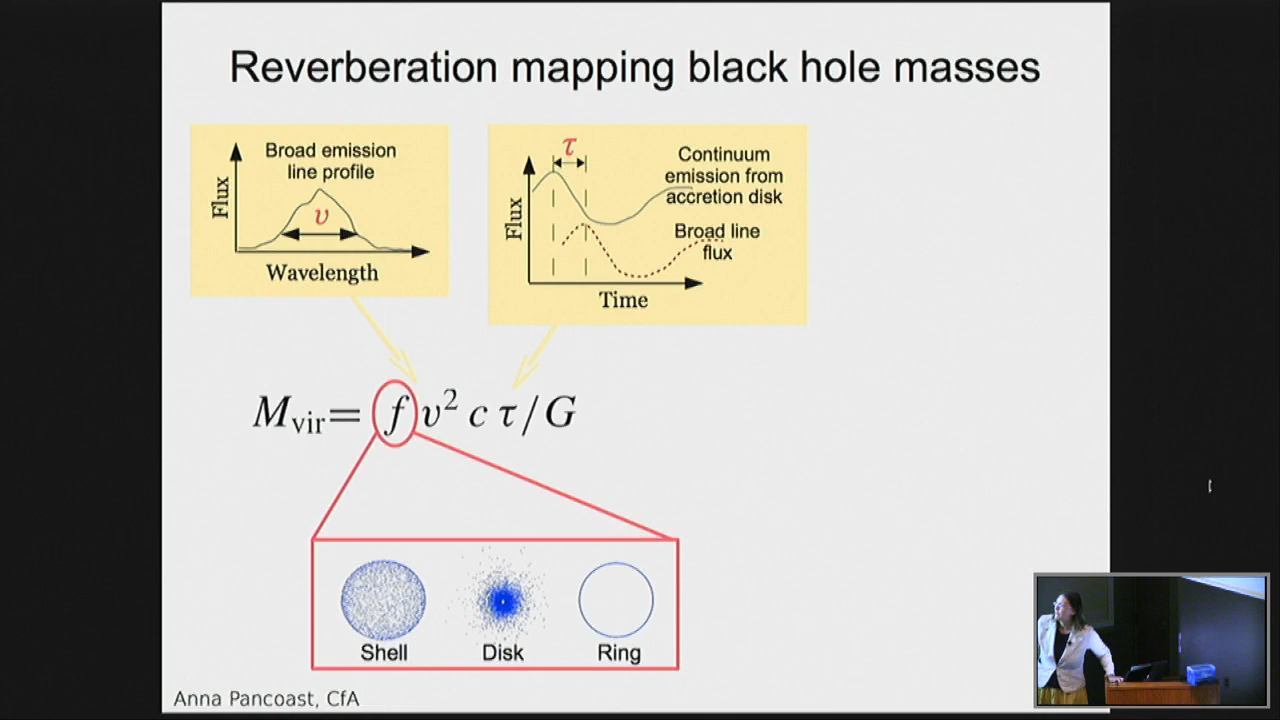 Reverberation mapping black hole masses
Broad emission
line profile
Flux
υ
Wavelength
τ
Continuum
emission from
accretion disk
Flux
Broad line
flux
Time
M_vir = f υ² c τ/G
Shell
Disk
Ring
Anna Pancoast, CfA